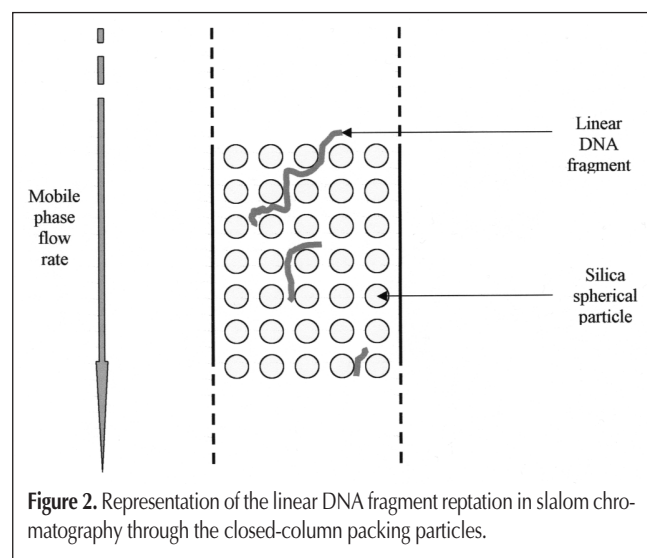 Linear
DNA
fragment
Mobile
phase
flow
rate
Silica
spherical
particle
Figure 2. Representation of the linear DNA fragment reptation in slalom chro-
matography through the closed-column packing particles.